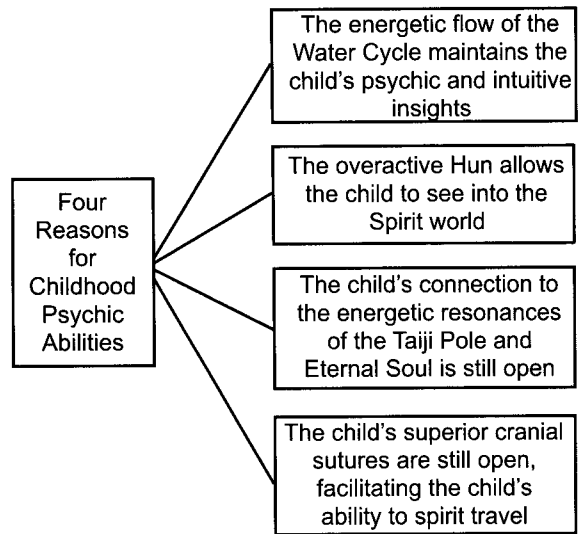 Four
Reasons
for
Childhood
Psychic
Abilities
The energetic flow of the
Water Cycle maintains the
child's psychic and intuitive
insights
The overactive Hun allows
the child to see into the
Spirit world
The child's connection to
the energetic resonances
of the Taiji Pole and
Eternal Soul is still open
The child's superior cranial
sutures are still open,
facilitating the child's
ability to spirit travel